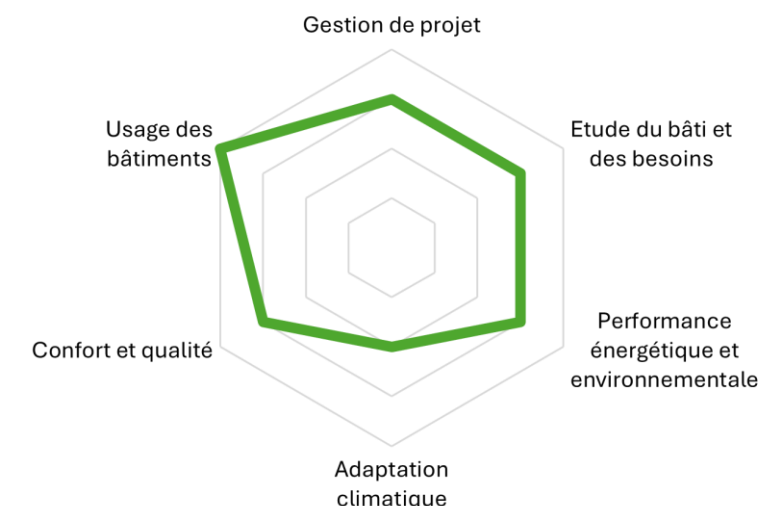 Gestion de projet
Etude du bâti et
des besoins
Performance
énergétique et
environnementale
Adaptation
climatique
Confort et qualité
Usage des
bâtiments